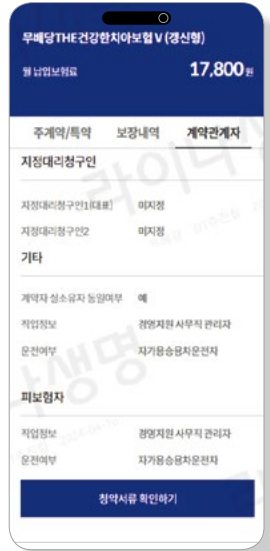 무배당THE건강한치아보험Ⅴ(갱신형)
월 납입보험료 17,800원
주계약/특약 보장내역 계약관계자
지정대리청구인
지정대리청구인1(대표) 미지정
지정대리청구인2 미지정
기타
계약자 실소유자 동일여부 예
직업정보 경영지원 사무직 관리자
운전여부 자가용승용차운전자
피보험자
직업정보 경영지원 사무직 관리자
운전여부 자가용승용차운전자
청약서류 확인하기
라이나
나생명